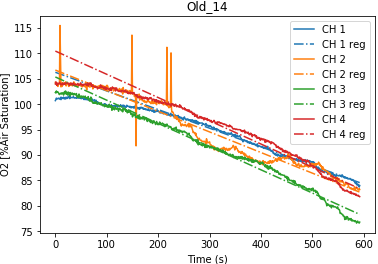 Old_14
O2 [%Air Saturation]
115
110
105
100
95
90
85
80
75
CH 1
CH 1 reg
CH 2
CH 2 reg
CH 3
CH 3 reg
CH 4
CH 4 reg
0 100 200 300 400 500 600
Time (s)